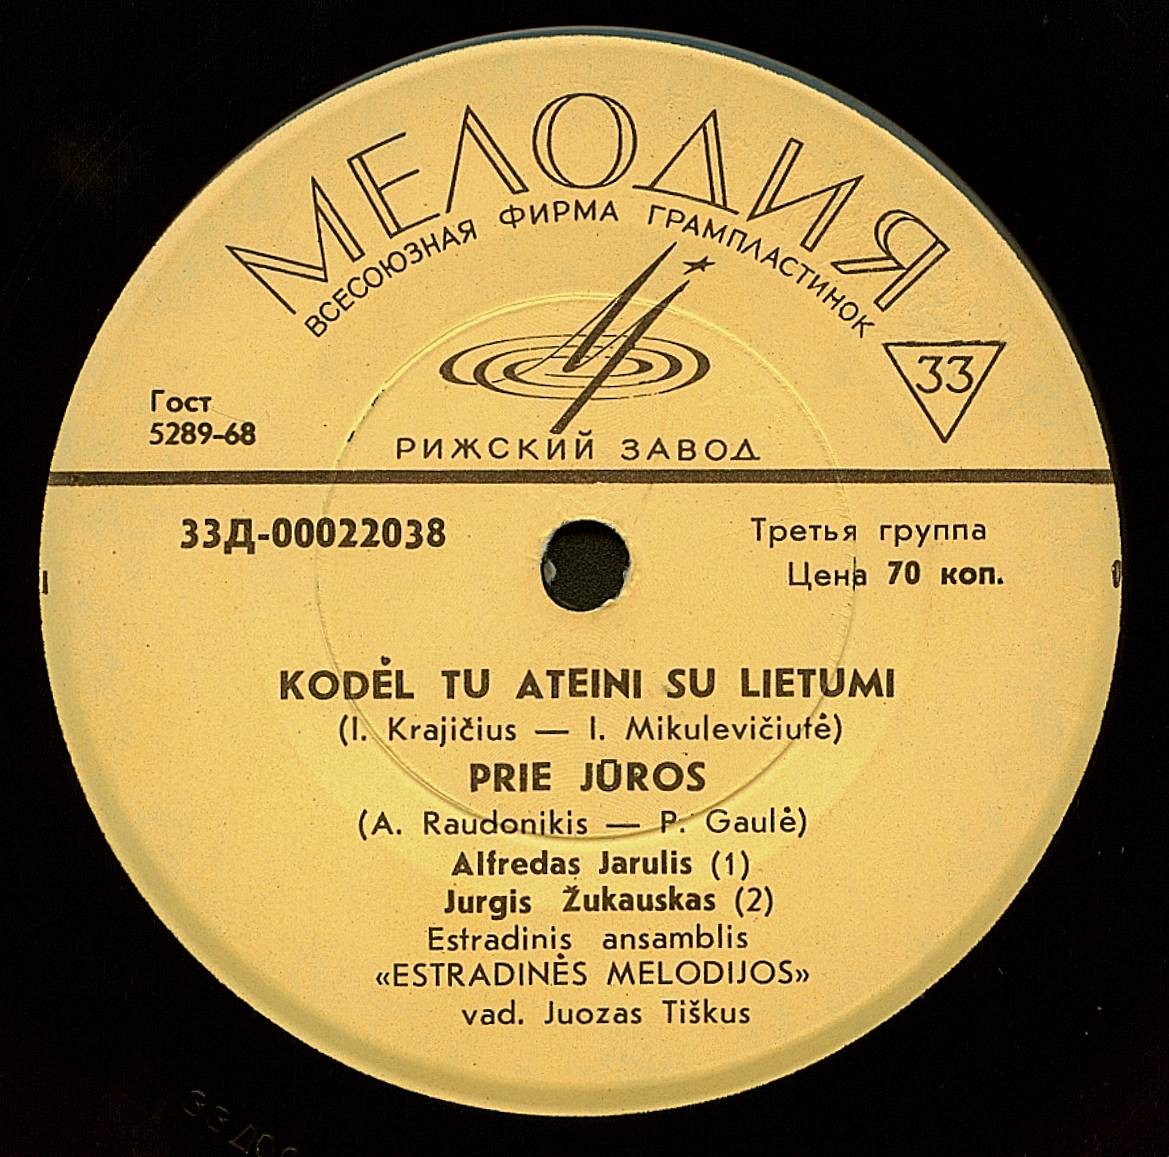 МЕЛОДИЯ
ВСЕСОЮЗНАЯ ФИРМА ГРАМПЛАСТИНОК
33
Гост
5289-68
РИЖСКИЙ ЗАВОД
33Д-00022038
Третья группа
Цена 70 коп.
KODĖL TU ATEINI SU LIETUMI
(I. Krajičius — I. Mikulevičiutė)
PRIE JŪROS
(A. Raudonikis — P. Gaulė)
Alfredas Jarulis (1)
Jurgis Žukauskas (2)
Estradinis ansamblis
«ESTRADINĖS MELODIJOS»
vad. Juozas Tiškus